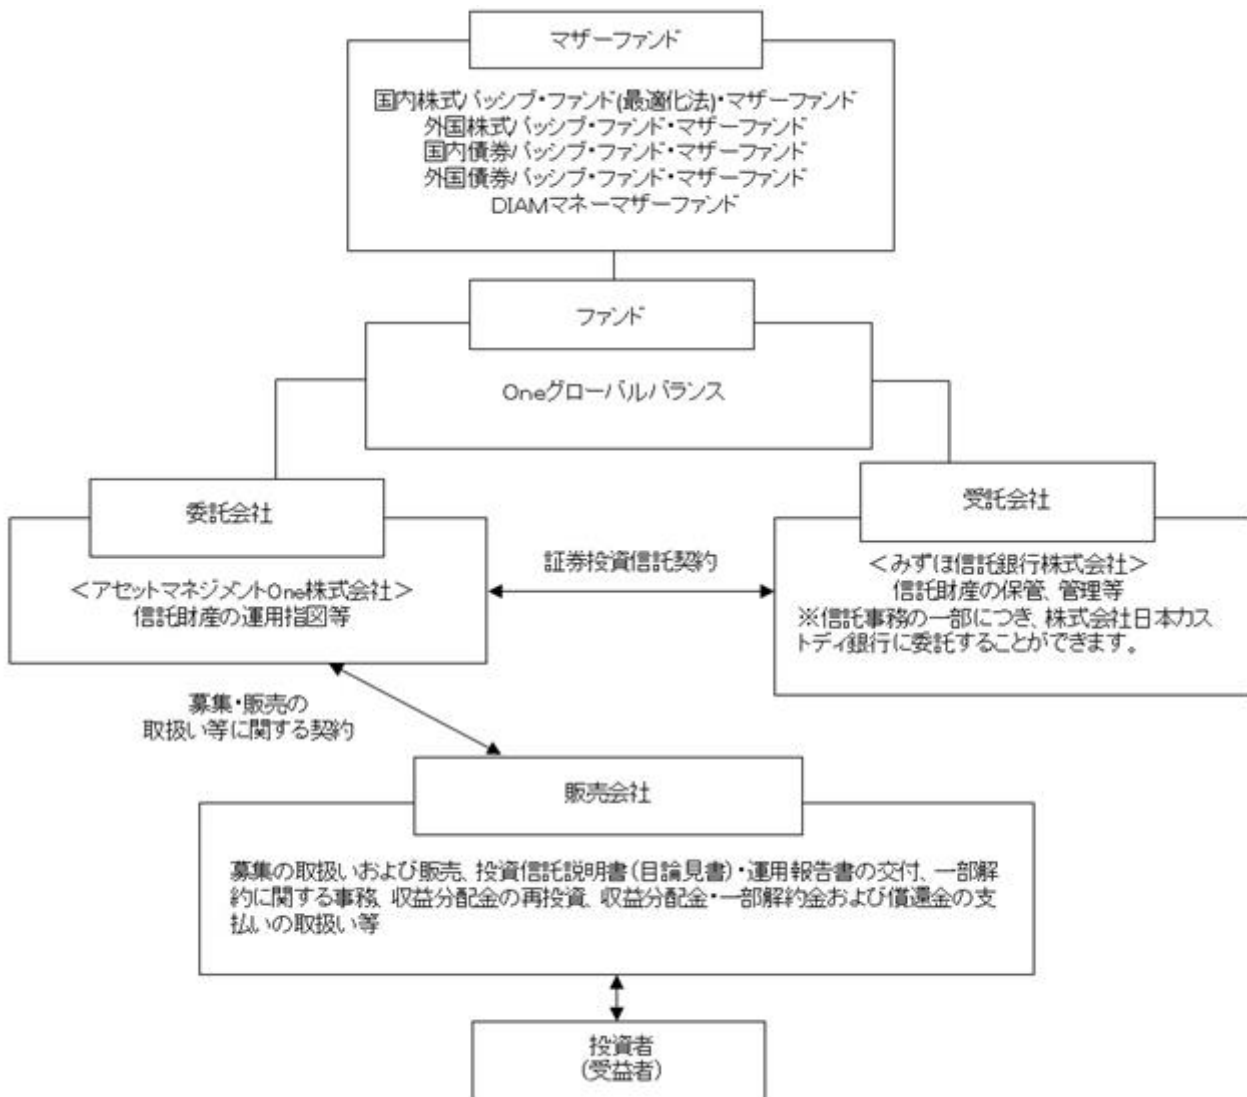 マザーファンド
国内株式パッシブ・ファンド(最適化法)・マザーファンド
外国株式パッシブ・ファンド・マザーファンド
国内債券パッシブ・ファンド・マザーファンド
外国債券パッシブ・ファンド・マザーファンド
DIAMマネーマザーファンド
ファンド
Oneグローバルバランス
委託会社
<アセットマネジメントOne株式会社>
信託財産の運用指図等
証券投資信託契約
受託会社
<みずほ信託銀行株式会社>
信託財産の保管、管理等
※信託事務の一部につき、株式会社日本カス
トディ銀行に委託することができます。
募集・販売の
取扱い等に関する契約
販売会社
募集の取扱いおよび販売、投資信託説明書(目論見書)・運用報告書の交付、一部解
約に関する事務、収益分配金の再投資、収益分配金・一部解約金および償還金の支
払いの取扱い等
投資者
(受益者)